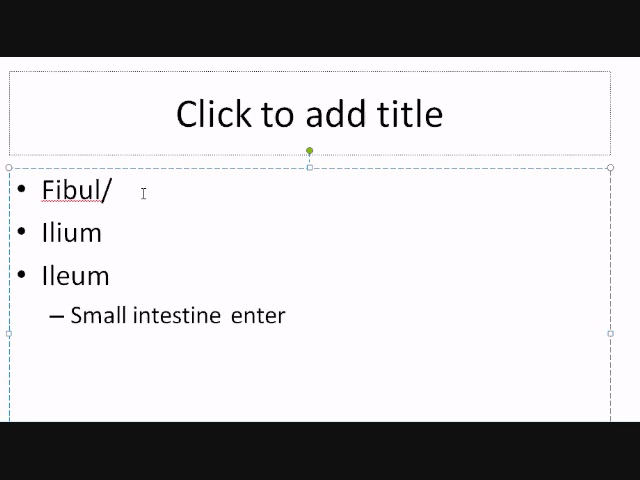 Click to add title
• Fibul/
• Ilium
• Ileum
– Small intestine enter